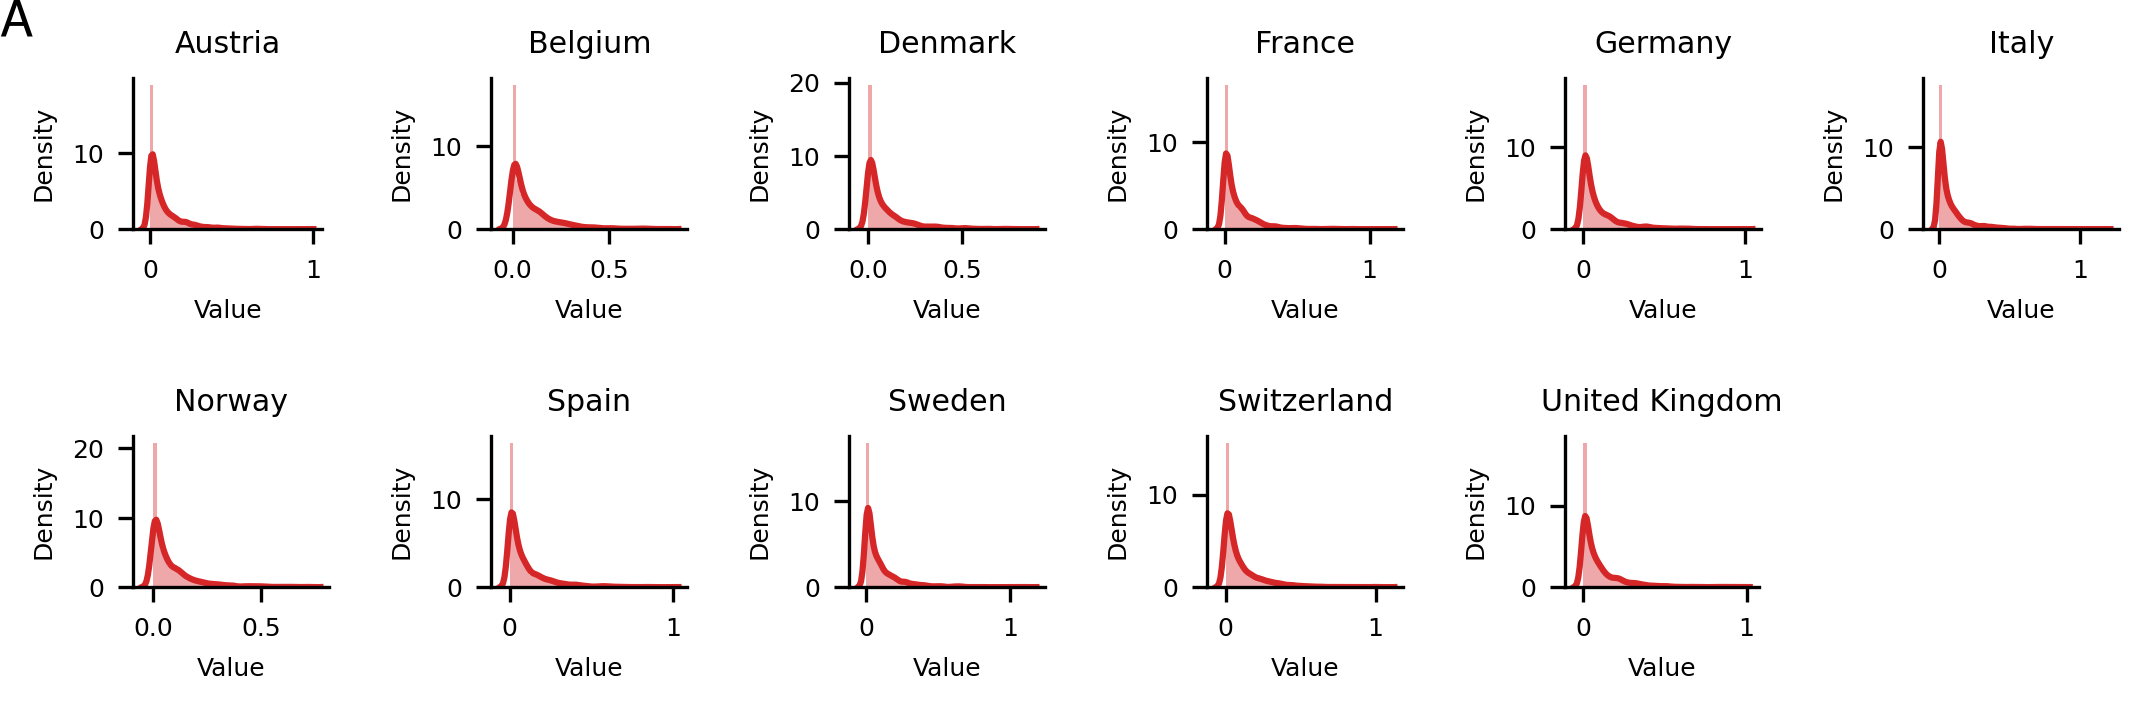 A
Austria
Belgium
Denmark
France
Germany
Italy
Density
10
0
0
1
Value
Density
10
0
0.0
0.5
Value
Density
20
10
0
0.0
0.5
Value
Density
10
0
0
1
Value
Density
10
0
0
1
Value
Density
10
0
0
1
Value
Norway
Spain
Sweden
Switzerland
United Kingdom
Density
20
10
0
0.0
0.5
Value
Density
10
0
0
1
Value
Density
10
0
0
1
Value
Density
10
0
0
1
Value
Density
10
0
0
1
Value